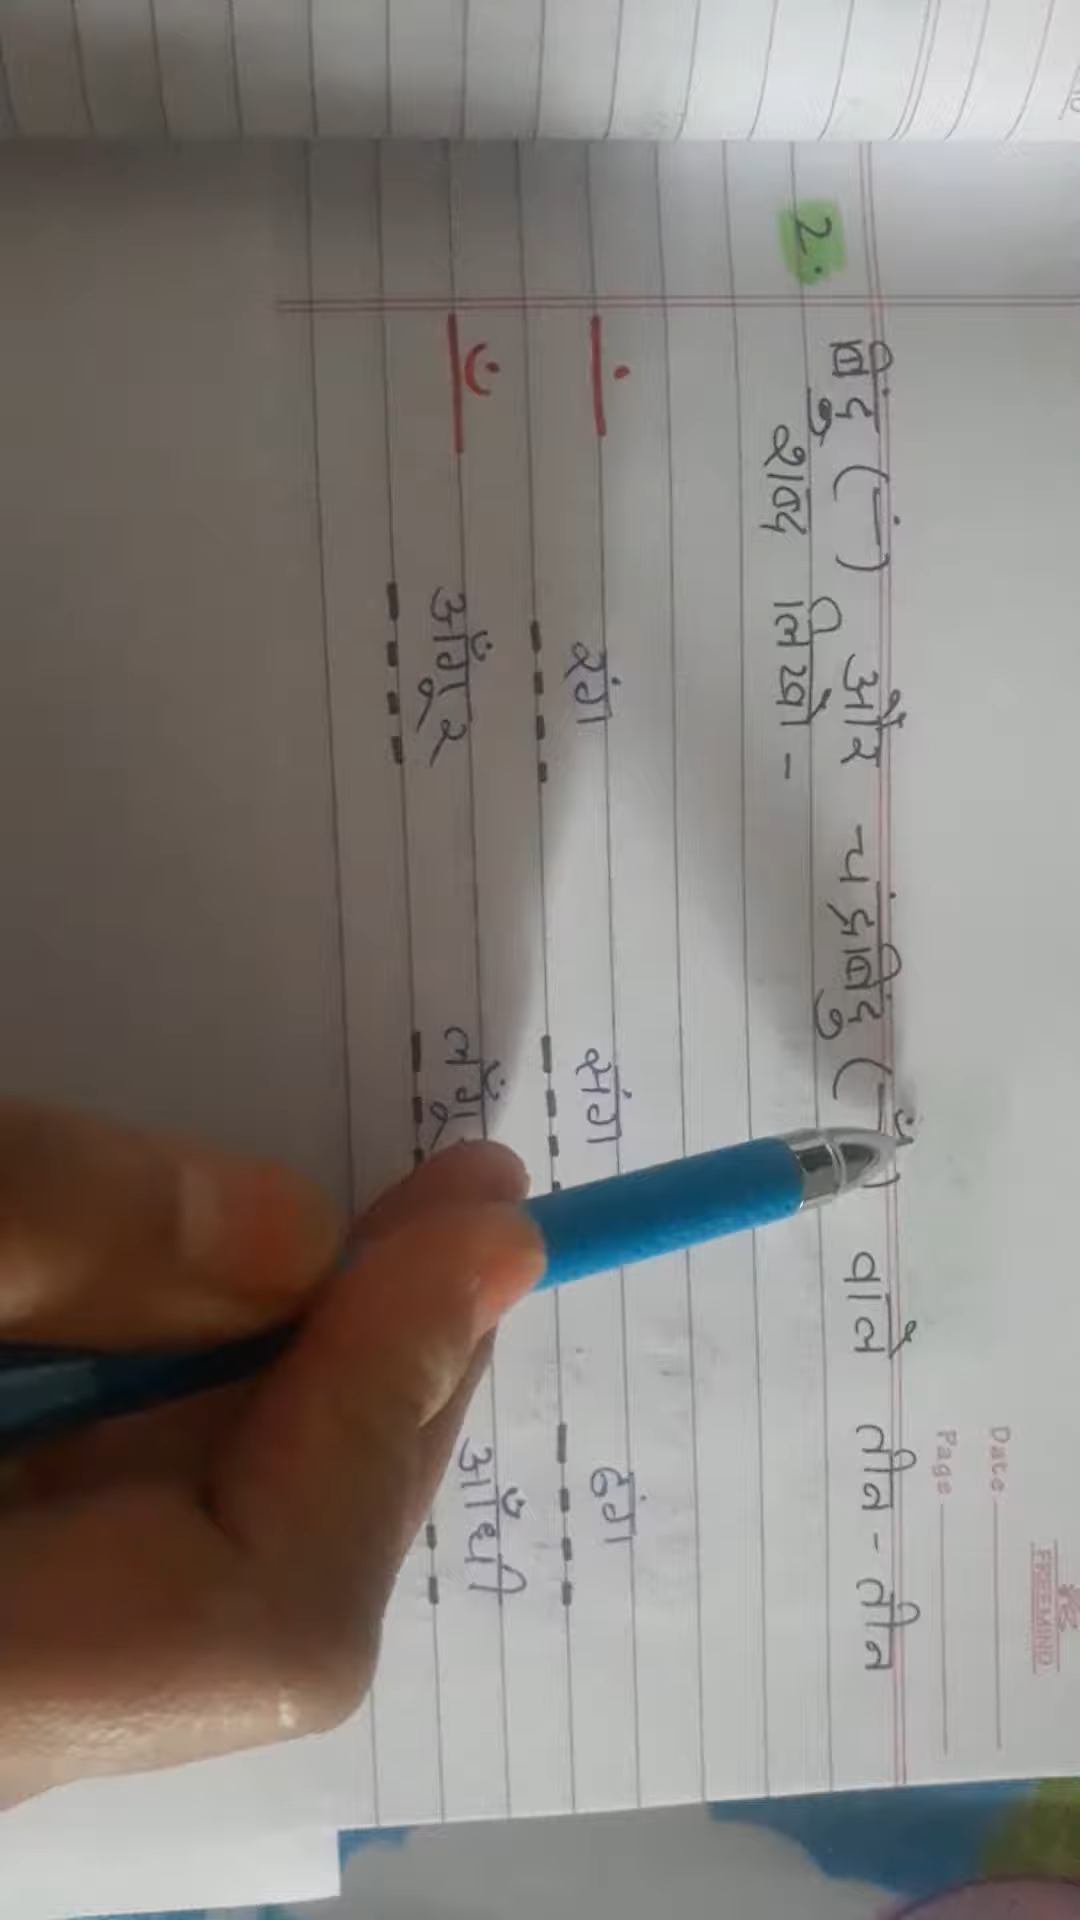 Date
Page
FREEMIND
2. बिंदु (ं) और चंद्रबिंदु (ँ) वाले तीन - तीन
शब्द लिखो -
ं रंग संग ढंग
ँ अँगूर लँगू आँधी